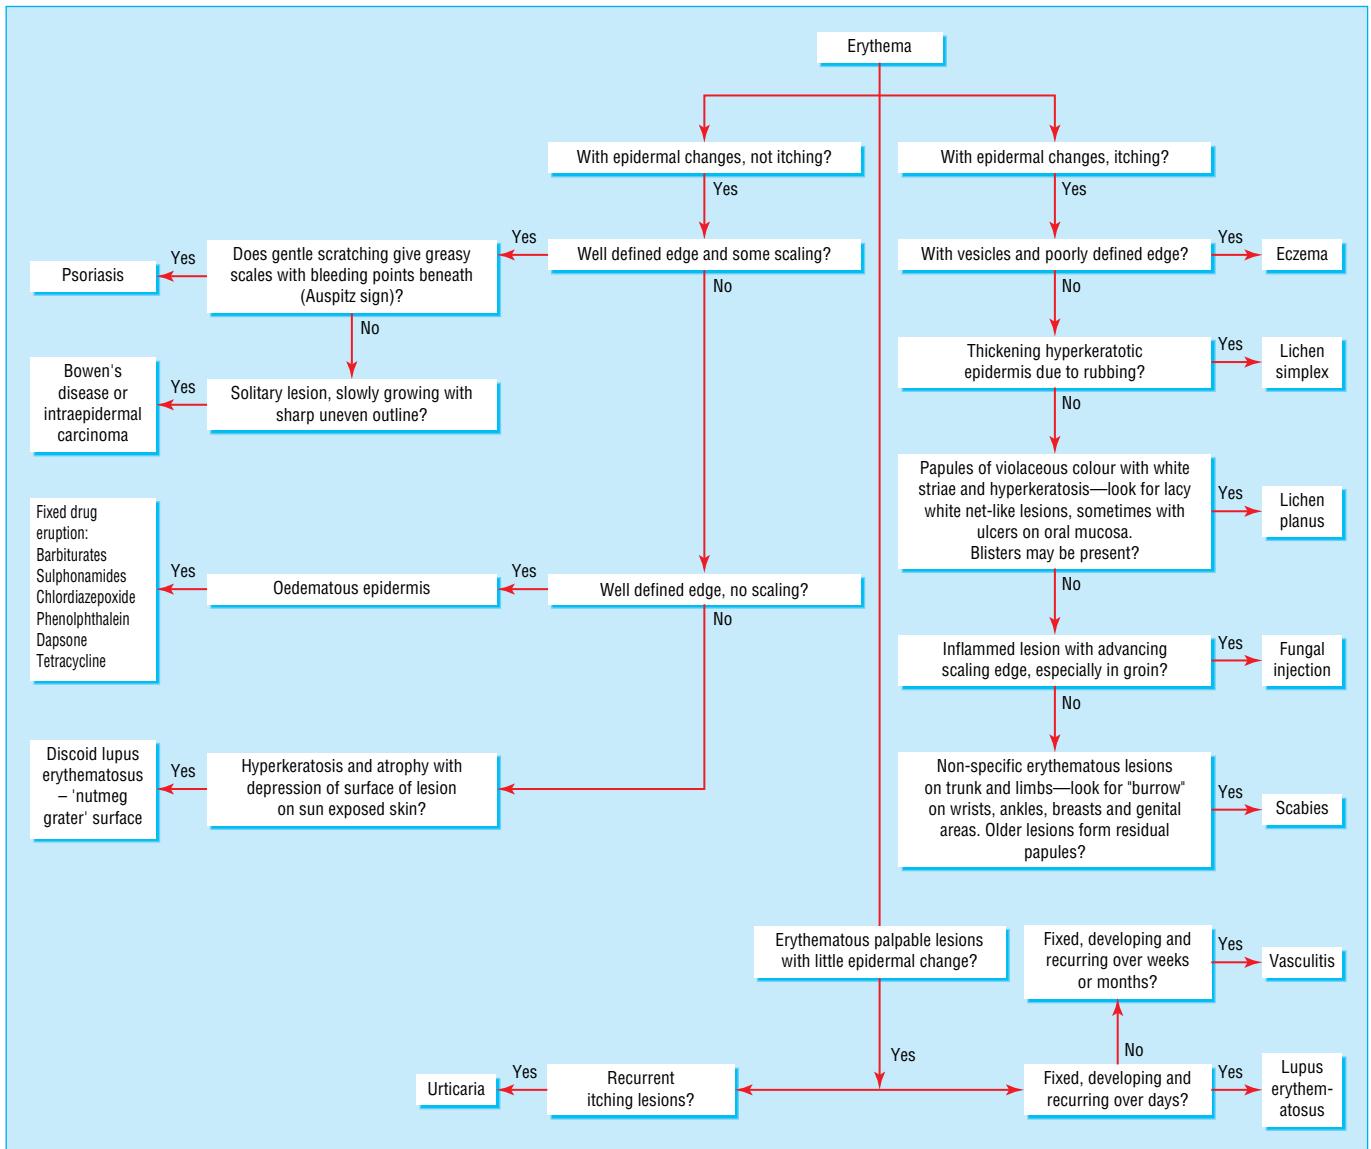 Erythema
With epidermal changes, not itching?
Yes
Well defined edge and some scaling?
Yes
Does gentle scratching give greasy
scales with bleeding points beneath
(Auspitz sign)?
Yes
Psoriasis
No
Solitary lesion, slowly growing with
sharp uneven outline?
Yes
Bowen's
disease or
intraepidermal
carcinoma
No
Well defined edge, no scaling?
Yes
Oedematous epidermis
Yes
Fixed drug
eruption:
Barbiturates
Sulphonamides
Chlordiazepoxide
Phenolphthalein
Dapsone
Tetracycline
No
Hyperkeratosis and atrophy with
depression of surface of lesion
on sun exposed skin?
Yes
Discoid lupus
erythematosus
– 'nutmeg
grater' surface
With epidermal changes, itching?
Yes
With vesicles and poorly defined edge?
Yes
Eczema
No
Thickening hyperkeratotic
epidermis due to rubbing?
Yes
Lichen
simplex
No
Papules of violaceous colour with white
striae and hyperkeratosis—look for lacy
white net-like lesions, sometimes with
ulcers on oral mucosa.
Blisters may be present?
Yes
Lichen
planus
No
Inflammed lesion with advancing
scaling edge, especially in groin?
Yes
Fungal
injection
No
Non-specific erythematous lesions
on trunk and limbs—look for "burrow"
on wrists, ankles, breasts and genital
areas. Older lesions form residual
papules?
Yes
Scabies
Erythematous palpable lesions
with little epidermal change?
Yes
Recurrent
itching lesions?
Yes
Urticaria
Fixed, developing and
recurring over days?
Yes
Lupus
erythem-
atosus
No
Fixed, developing and
recurring over weeks
or months?
Yes
Vasculitis